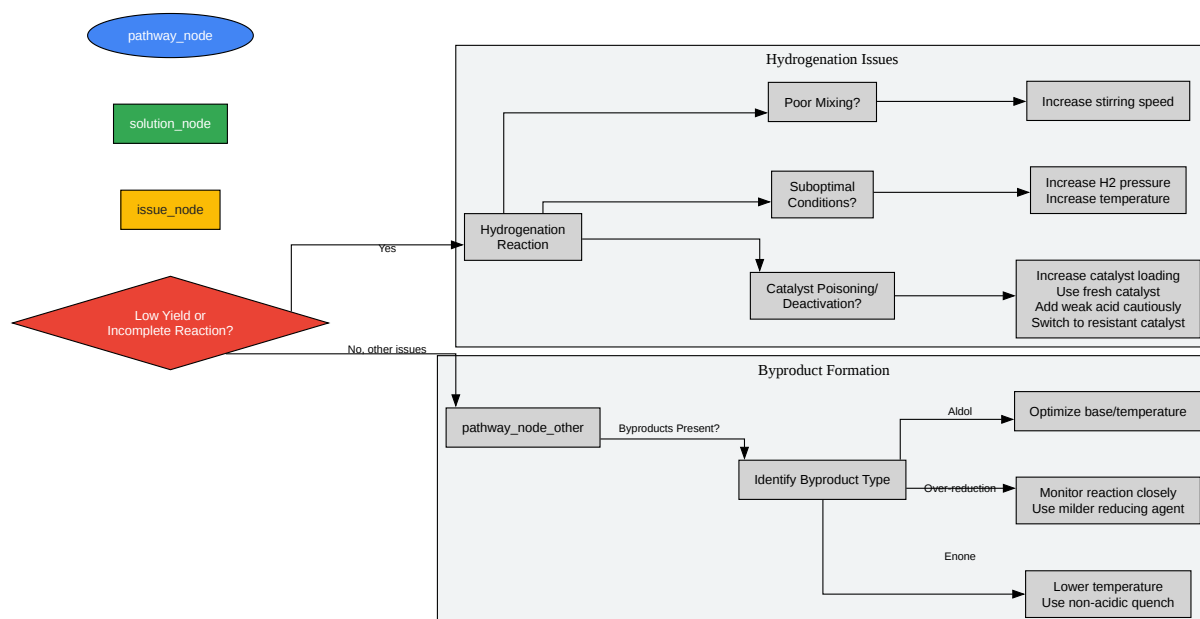 pathway_node
solution_node
issue_node
Low Yield or
Incomplete Reaction?
Yes
No, other issues
Hydrogenation Issues
Hydrogenation
Reaction
Poor Mixing?
Increase stirring speed
Suboptimal
Conditions?
Increase H2 pressure
Increase temperature
Catalyst Poisoning/
Deactivation?
Increase catalyst loading
Use fresh catalyst
Add weak acid cautiously
Switch to resistant catalyst
Byproduct Formation
pathway_node_other
Byproducts Present?
Identify Byproduct Type
Aldol
Optimize base/temperature
Over-reduction
Monitor reaction closely
Use milder reducing agent
Enone
Lower temperature
Use non-acidic quench